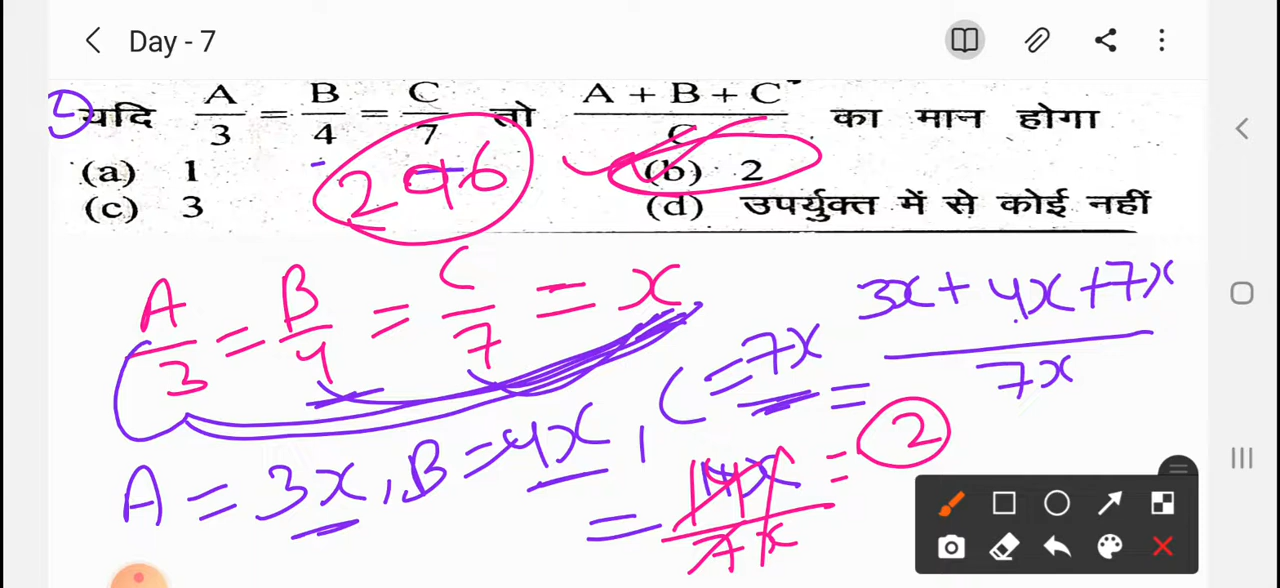 Day - 7
5 यदि A/3 = B/4 = C/7 तो A + B + C/C का मान होगा
(a) 1 (b) 2
(c) 3 (d) उपर्युक्त में से कोई नहीं
A/3 = B/4 = C/7 = x
A = 3x, B = 4x, C = 7x
= 3x + 4x + 7x/7x
= 14x/7x = 2